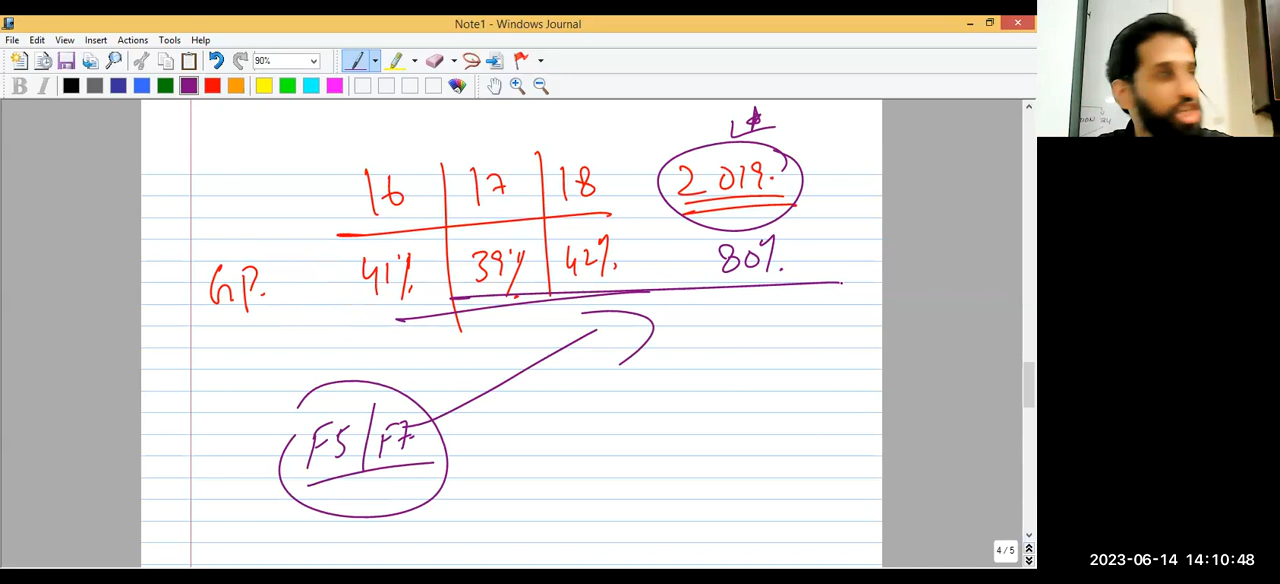 Note1 - Windows Journal
File Edit View Insert Actions Tools Help
90%
B I
16 17 18 2019.
GP. 41% 39% 42% 80%
F5 F7
4 / 5
2023-06-14 14:10:48